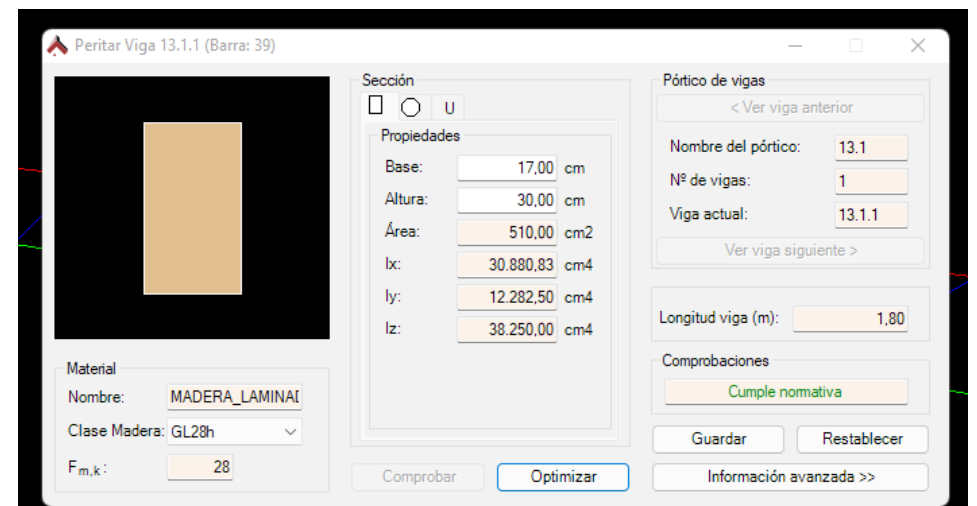 Peritar Viga 13.1.1 (Barra: 39)
Sección
U
Propiedades
Base: 17,00 cm
Altura: 30,00 cm
Área: 510,00 cm2
Ix: 30.880,83 cm4
Iy: 12.282,50 cm4
Iz: 38.250,00 cm4
Material
Nombre: MADERA_LAMINAD
Clase Madera: GL28h
Fm,k: 28
Comprobar
Optimizar
Pórtico de vigas
< Ver viga anterior
Nombre del pórtico: 13.1
Nº de vigas: 1
Viga actual: 13.1.1
Ver viga siguiente >
Longitud viga (m): 1,80
Comprobaciones
Cumple normativa
Guardar
Restablecer
Información avanzada >>